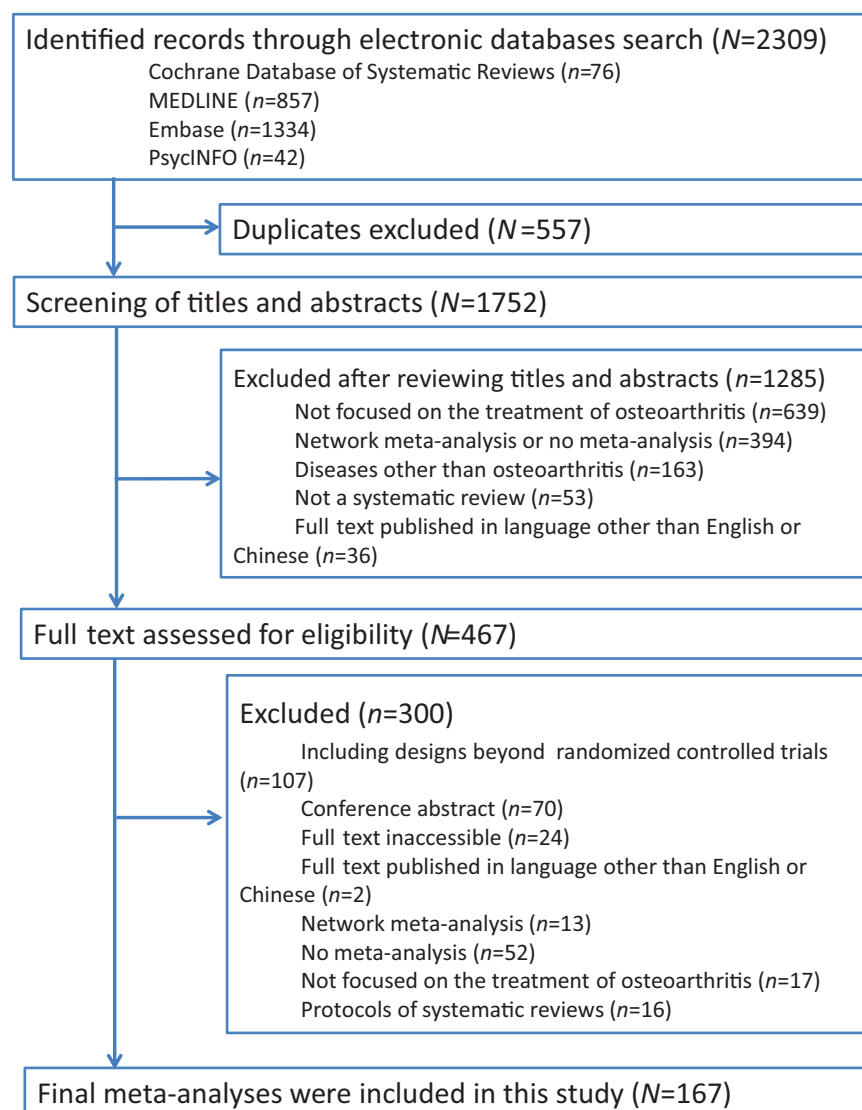 Identified records through electronic databases search (N=2309)
Cochrane Database of Systematic Reviews (n=76)
MEDLINE (n=857)
Embase (n=1334)
PsycINFO (n=42)
Duplicates excluded (N=557)
Screening of titles and abstracts (N=1752)
Excluded after reviewing titles and abstracts (n=1285)
Not focused on the treatment of osteoarthritis (n=639)
Network meta-analysis or no meta-analysis (n=394)
Diseases other than osteoarthritis (n=163)
Not a systematic review (n=53)
Full text published in language other than English or
Chinese (n=36)
Full text assessed for eligibility (N=467)
Excluded (n=300)
Including designs beyond randomized controlled trials
(n=107)
Conference abstract (n=70)
Full text inaccessible (n=24)
Full text published in language other than English or
Chinese (n=2)
Network meta-analysis (n=13)
No meta-analysis (n=52)
Not focused on the treatment of osteoarthritis (n=17)
Protocols of systematic reviews (n=16)
Final meta-analyses were included in this study (N=167)